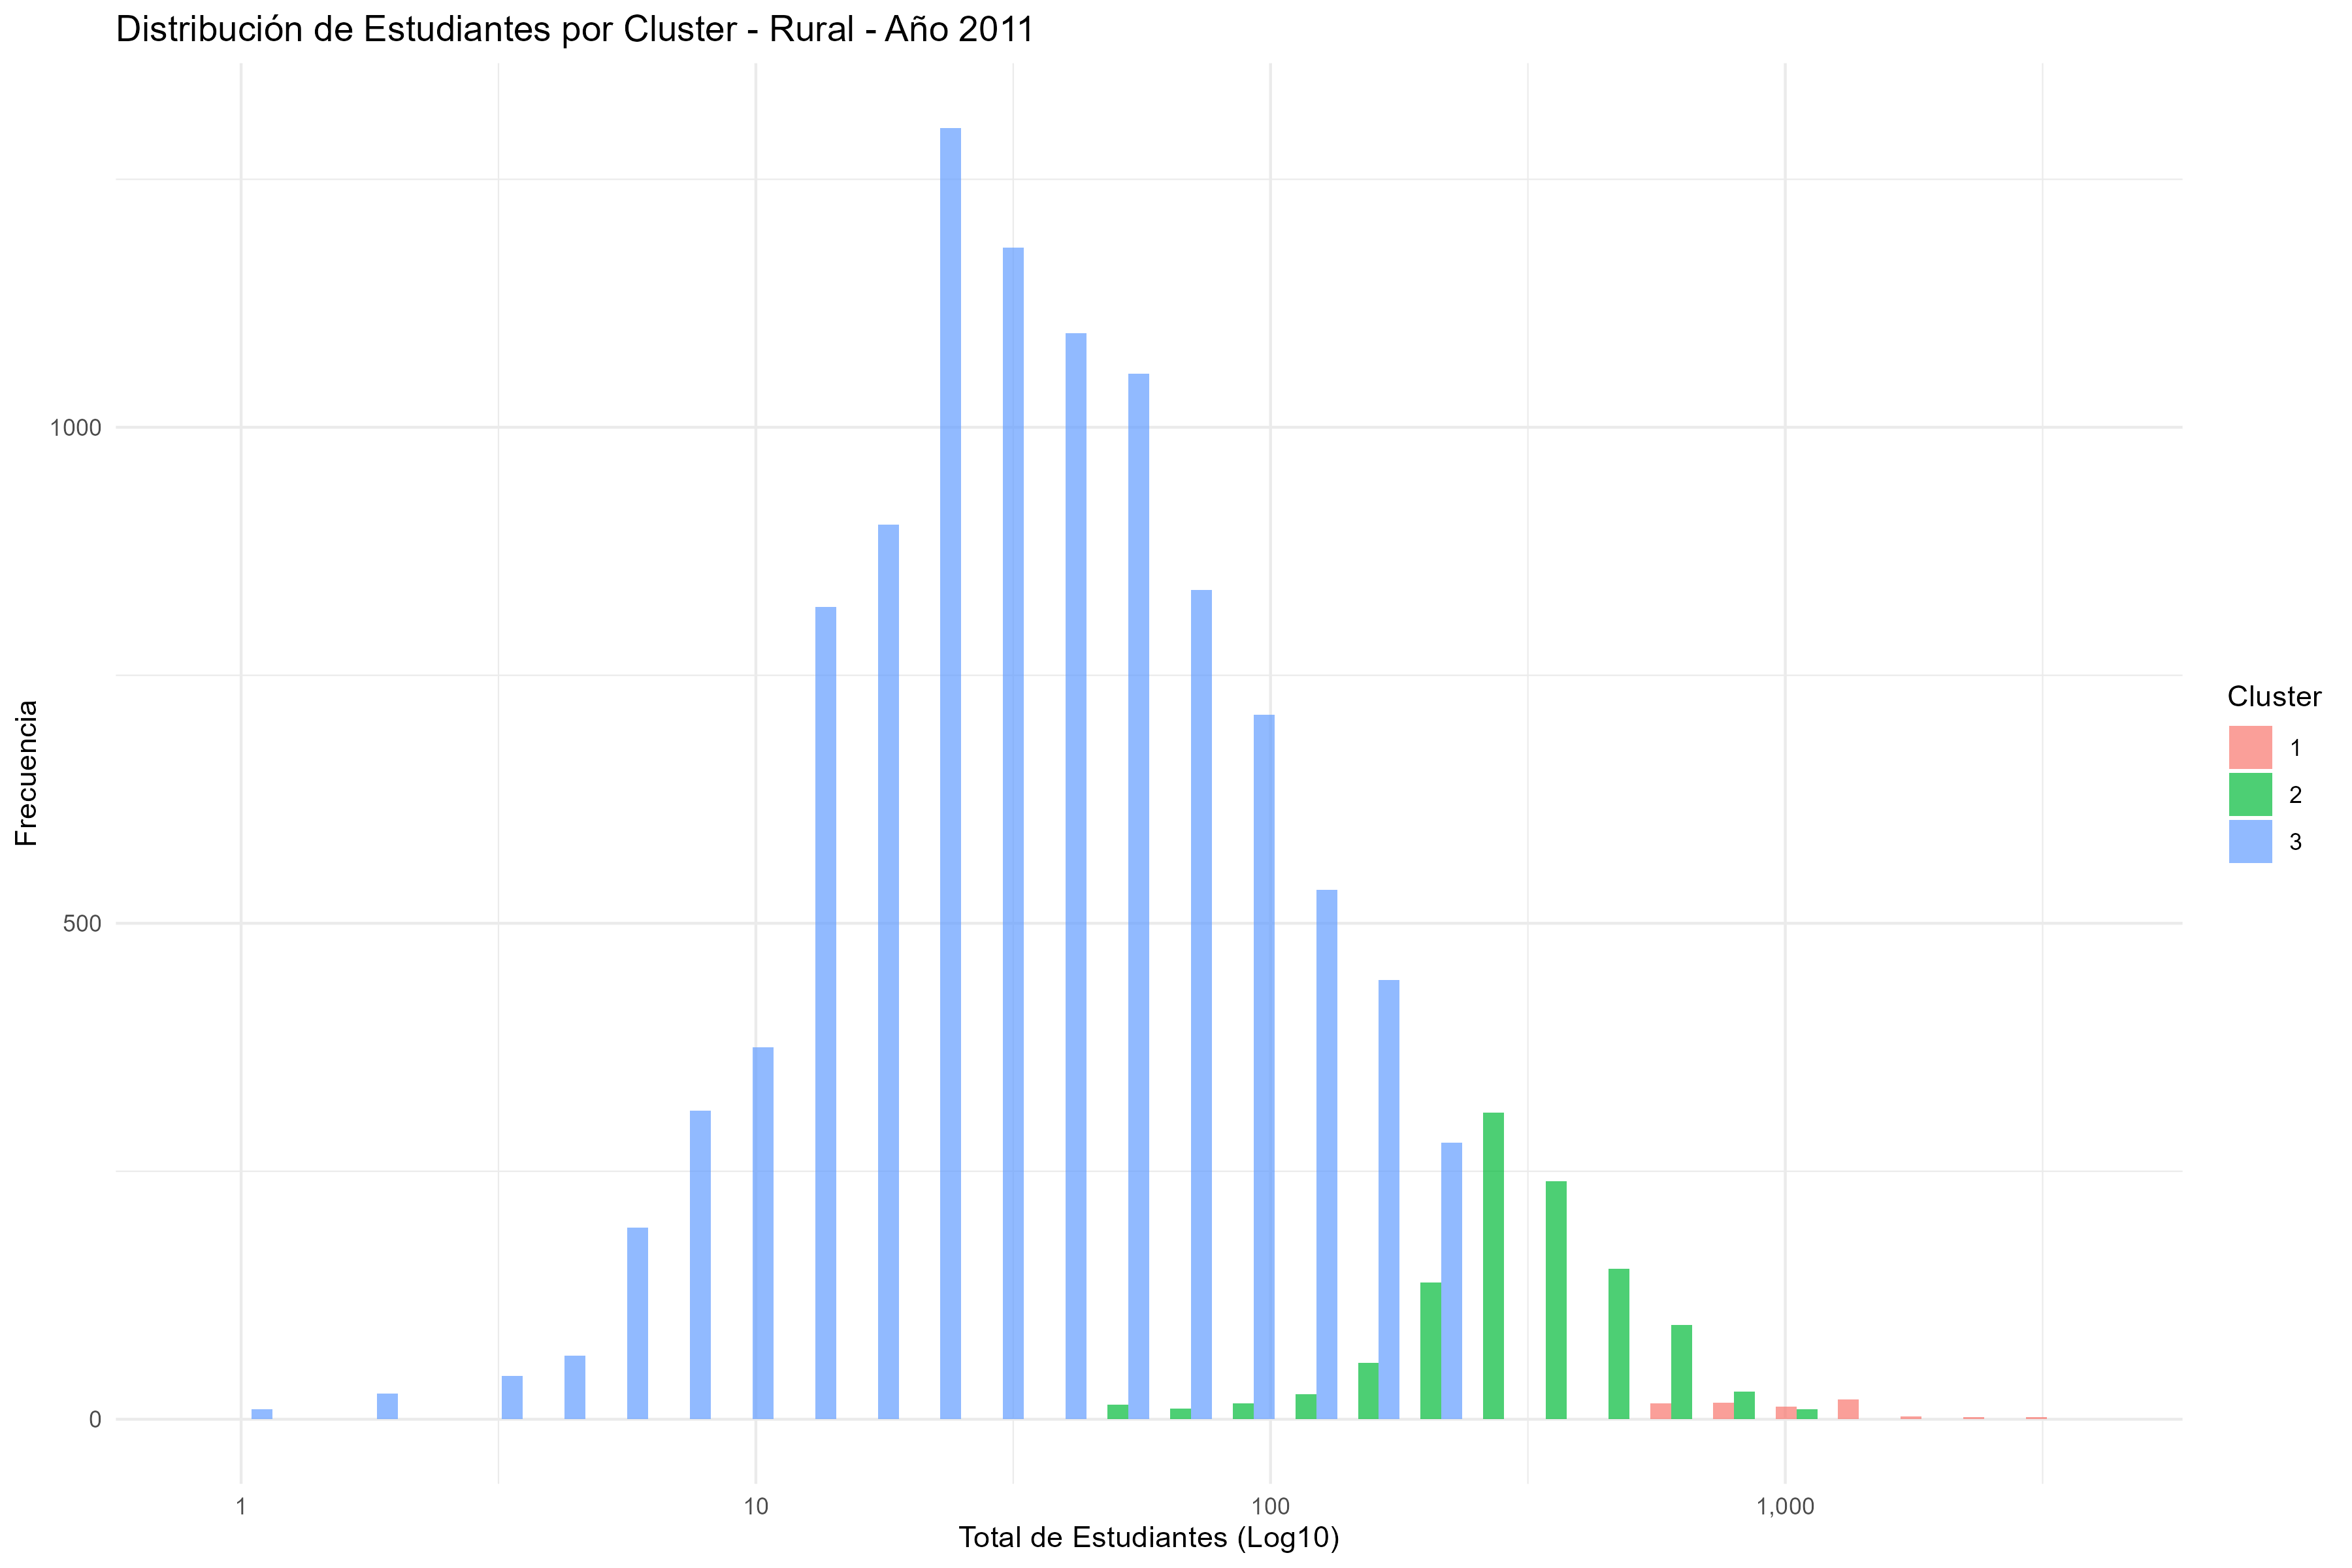 Distribución de Estudiantes por Cluster - Rural - Año 2011
Frecuencia
1000
500
0
1
10
100
1,000
Total de Estudiantes (Log10)
Cluster
1
2
3